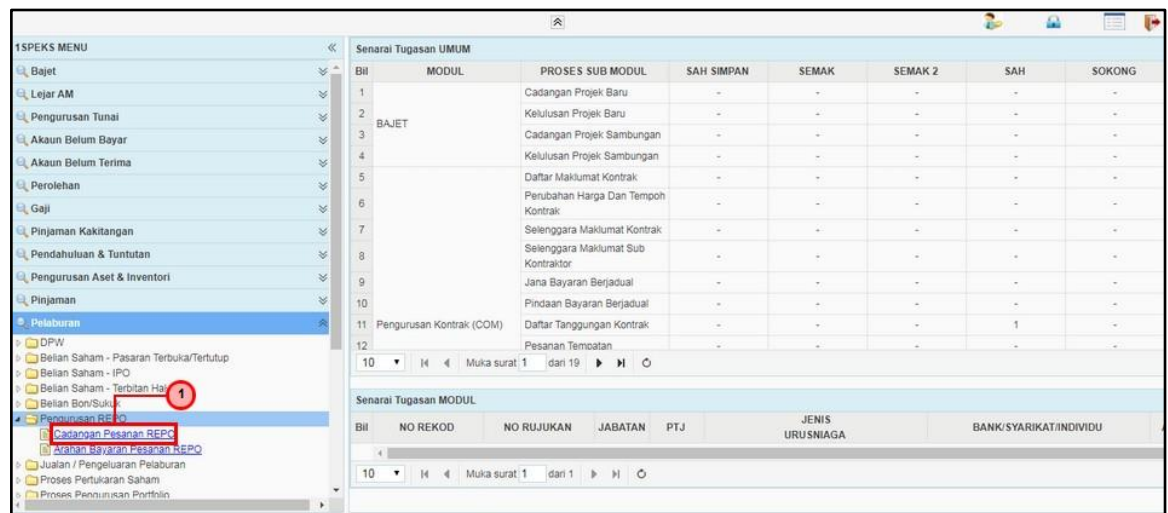 1SPEKS MENU
Bajet
Lejar AM
Pengurusan Tunai
Akaun Belum Bayar
Akaun Belum Terima
Perolehan
Gaji
Pinjaman Kakitangan
Pendahuluan & Tuntutan
Pengurusan Aset & Inventori
Pinjaman
Pelaburan
DPW
Belian Saham - Pasaran Terbuka/Tertutup
Belian Saham - IPO
Belian Saham - Terbitan
1
Belian Bon/Sukuk
Pengurusan REPO
Cadangan Pesanan REPO
Arahan Bayaran Pesanan REPO
Jualan / Pengeluaran Pelaburan
Proses Pertukaran Saham
Proses Pengurusan Portfolio
Senarai Tugasan UMUM
Bil MODUL PROSES SUB MODUL SAH SIMPAN SEMAK SEMAK 2 SAH SOKONG
1 Cadangan Projek Baru - - - - -
2 Kelulusan Projek Baru - - - - -
BAJET
3 Cadangan Projek Sambungan - - - - -
4 Kelulusan Projek Sambungan - - - - -
5 Daftar Maklumat Kontrak - - - - -
6 Perubahan Harga Dan Tempoh
Kontrak - - - - -
7 Selenggara Maklumat Kontrak - - - - -
8 Selenggara Maklumat Sub
Kontraktor - - - - -
9 Jana Bayaran Berjadual - - - - -
10 Pindaan Bayaran Berjadual - - - - -
11 Pengurusan Kontrak (COM) Daftar Tanggungan Kontrak - - - 1 -
12 Pesanan Tempatan - - - - -
10 Muka surat 1 dari 19
Senarai Tugasan MODUL
Bil NO REKOD NO RUJUKAN JABATAN PTJ JENIS
URUSNIAGA BANK/SYARIKAT/INDIVIDU
10 Muka surat 1 dari 1